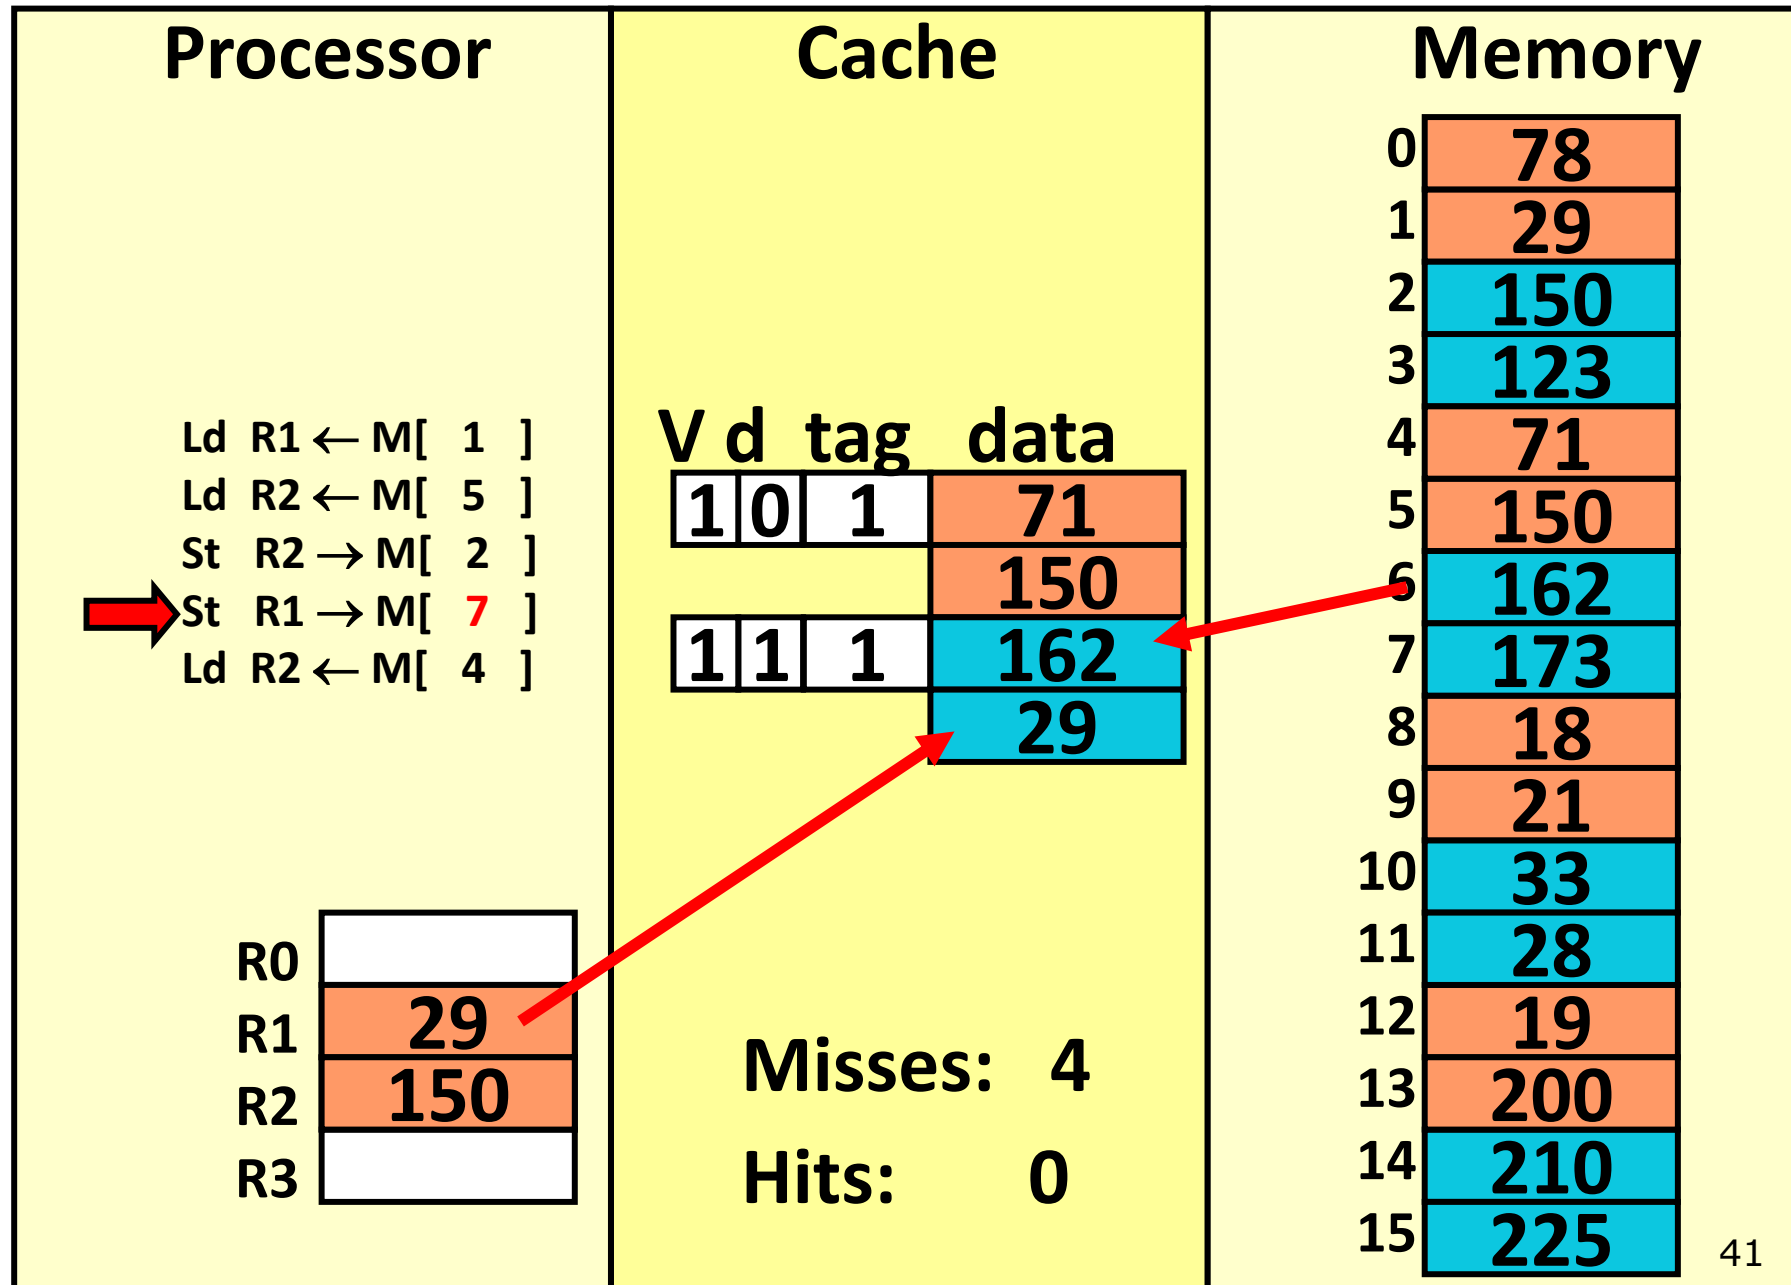 Processor
Ld R1 ← M[ 1 ]
Ld R2 ← M[ 5 ]
St R2 → M[ 2 ]
St R1 → M[ 7 ]
Ld R2 ← M[ 4 ]
R0
R1 29
R2 150
R3
Cache
V d tag data
1 0 1 71
150
1 1 1 162
29
Misses: 4
Hits: 0
Memory
0 78
1 29
2 150
3 123
4 71
5 150
6 162
7 173
8 18
9 21
10 33
11 28
12 19
13 200
14 210
15 225
41